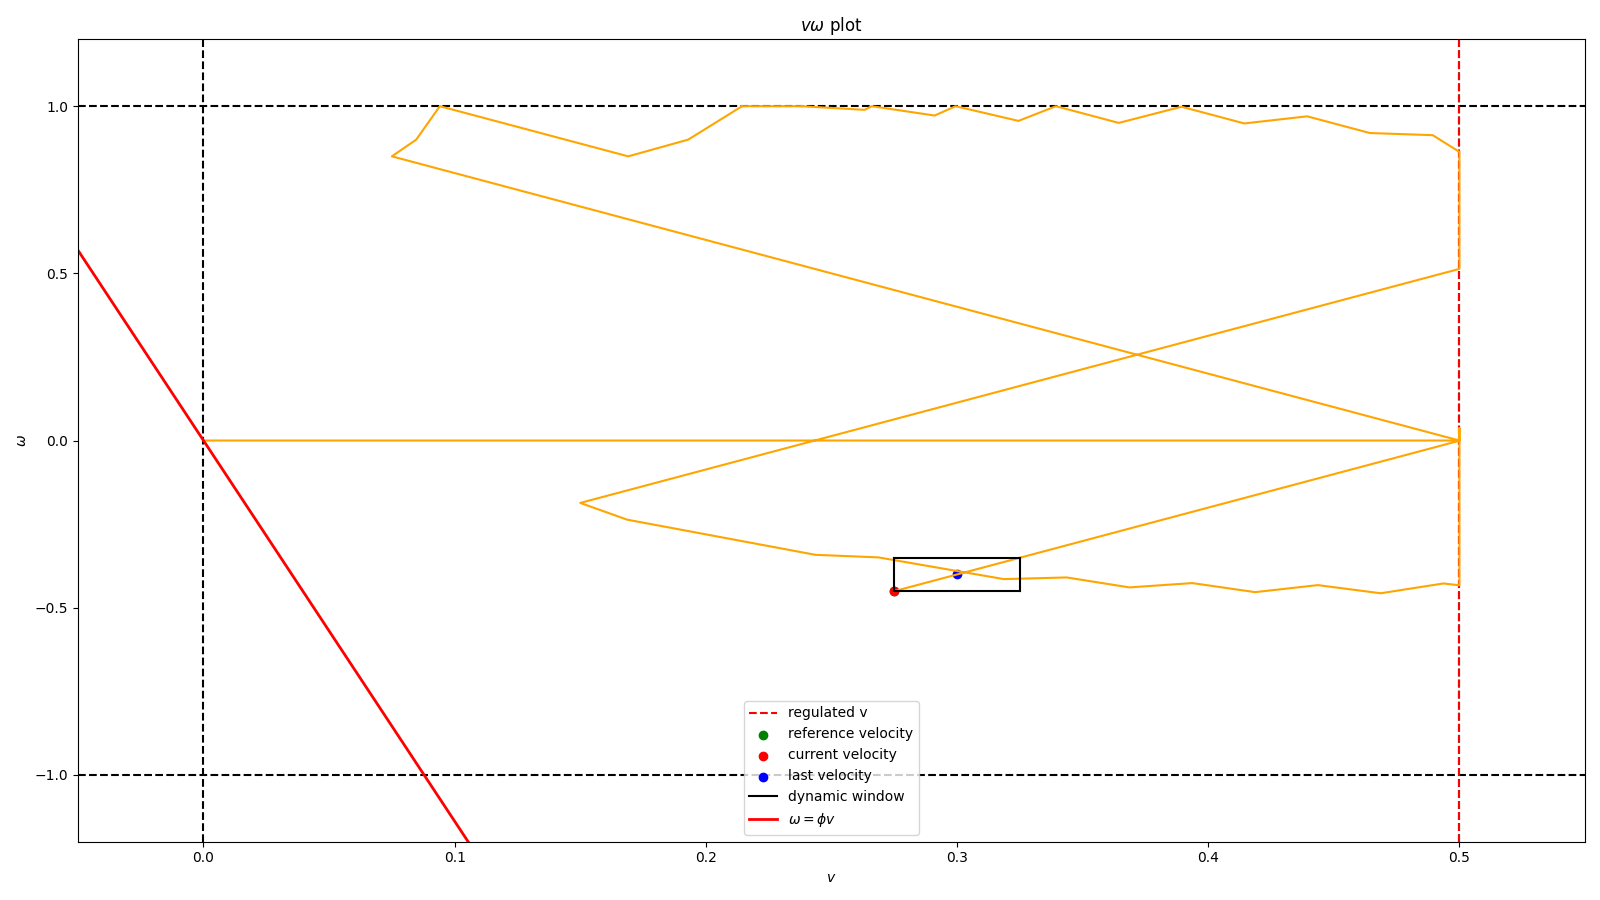 vω plot
1.0
0.5
0.0
−0.5
−1.0
ω
regulated v
reference velocity
current velocity
last velocity
dynamic window
ω = ϕv
0.0 0.1 0.2 0.3 0.4 0.5
v